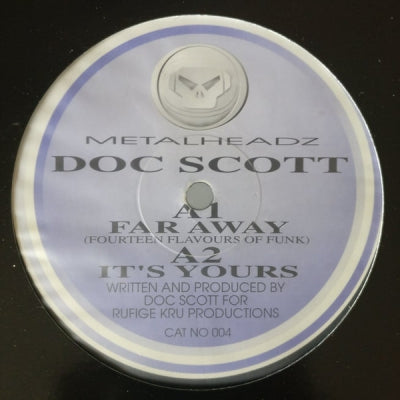 METALHEADZ
DOC SCOTT
A1
FAR AWAY
(FOURTEEN FLAVOURS OF FUNK)
A2
IT'S YOURS
WRITTEN AND PRODUCED BY
DOC SCOTT FOR
RUFIGE KRU PRODUCTIONS
CAT NO 004